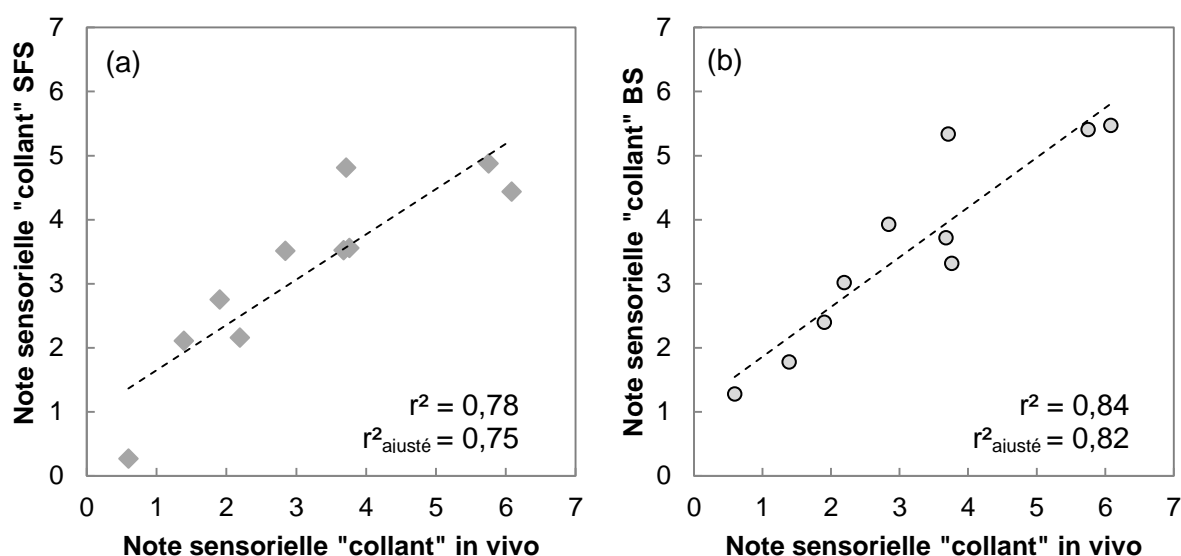 (a)
Note sensorielle "collant" SFS
7
6
5
4
3
2
1
0
r² = 0,78
r²ajusté = 0,75
0 1 2 3 4 5 6 7
Note sensorielle "collant" in vivo
(b)
Note sensorielle "collant" BS
7
6
5
4
3
2
1
0
r² = 0,84
r²ajusté = 0,82
0 1 2 3 4 5 6 7
Note sensorielle "collant" in vivo